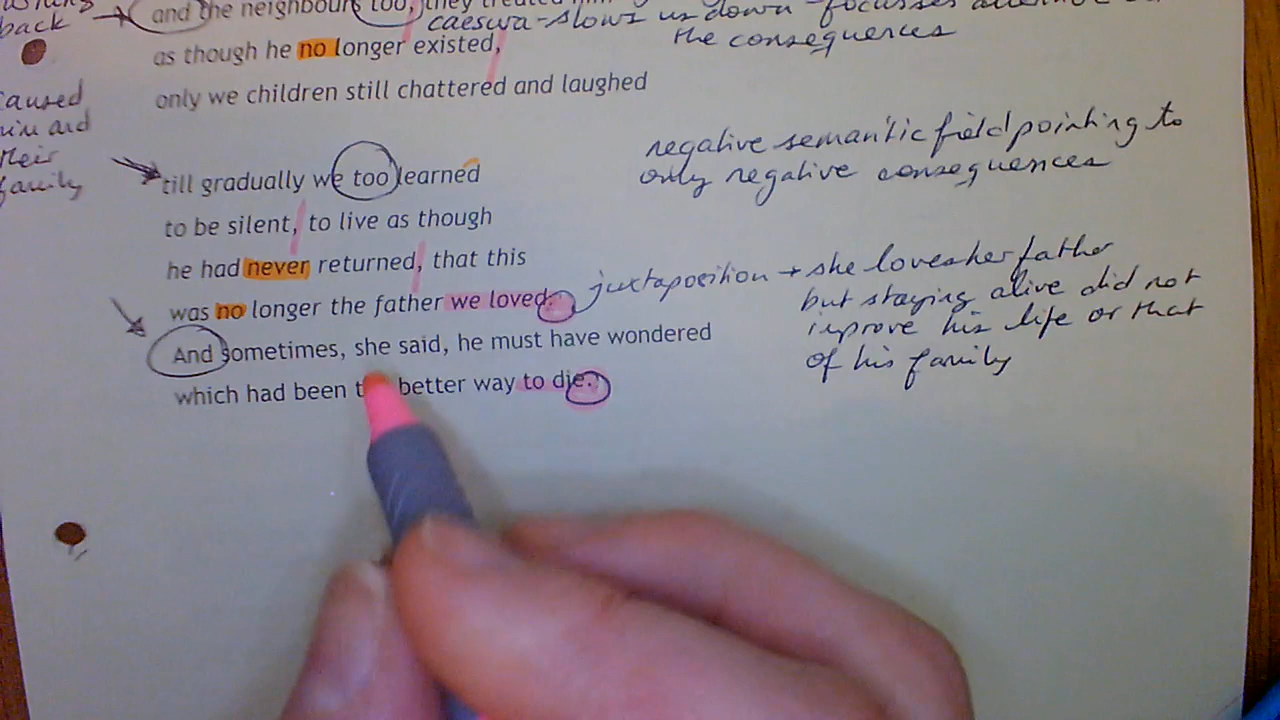 back and the neighbours too, they treated him
caesura - slows us down - focusses
the consequences
as though he no longer existed,
only we children still chattered and laughed
caused
and
their
family
negative semantic field pointing to
only negative consequences
till gradually we too learned
to be silent, to live as though
he had never returned, that this
was no longer the father we loved.
juxtaposition → she loves her father
but staying alive did not
improve his life or that
of his family
And sometimes, she said, he must have wondered
which had been better way to die.